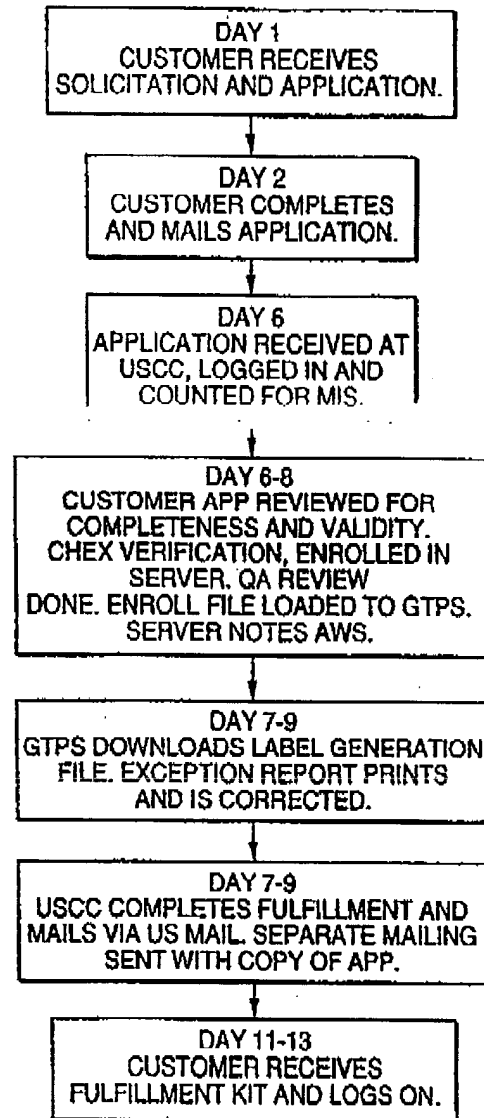 DAY 1
CUSTOMER RECEIVES
SOLICITATION AND APPLICATION.
DAY 2
CUSTOMER COMPLETES
AND MAILS APPLICATION.
DAY 6
APPLICATION RECEIVED AT
USCC, LOGGED IN AND
COUNTED FOR MIS.
DAY 6-8
CUSTOMER APP REVIEWED FOR
COMPLETENESS AND VALIDITY.
CHEX VERIFICATION, ENROLLED IN
SERVER. QA REVIEW
DONE. ENROLL FILE LOADED TO GTPS.
SERVER NOTES AWS.
DAY 7-9
GTPS DOWNLOADS LABEL GENERATION
FILE. EXCEPTION REPORT PRINTS
AND IS CORRECTED.
DAY 7-9
USCC COMPLETES FULFILLMENT AND
MAILS VIA US MAIL. SEPARATE MAILING
SENT WITH COPY OF APP.
DAY 11-13
CUSTOMER RECEIVES
FULFILLMENT KIT AND LOGS ON.